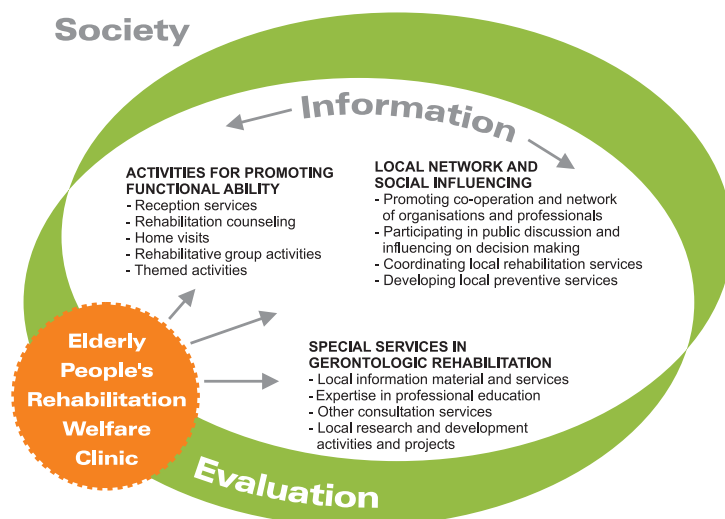 Society
Information
ACTIVITIES FOR PROMOTING
FUNCTIONAL ABILITY
- Reception services
- Rehabilitation counseling
- Home visits
- Rehabilitative group activities
- Themed activities
LOCAL NETWORK AND
SOCIAL INFLUENCING
- Promoting co-operation and network
of organisations and professionals
- Participating in public discussion and
influencing on decision making
- Coordinating local rehabilitation services
- Developing local preventive services
Elderly
People's
Rehabilitation
Welfare
Clinic
SPECIAL SERVICES IN
GERONTOLOGIC REHABILITATION
- Local information material and services
- Expertise in professional education
- Other consultation services
- Local research and development
activities and projects
Evaluation